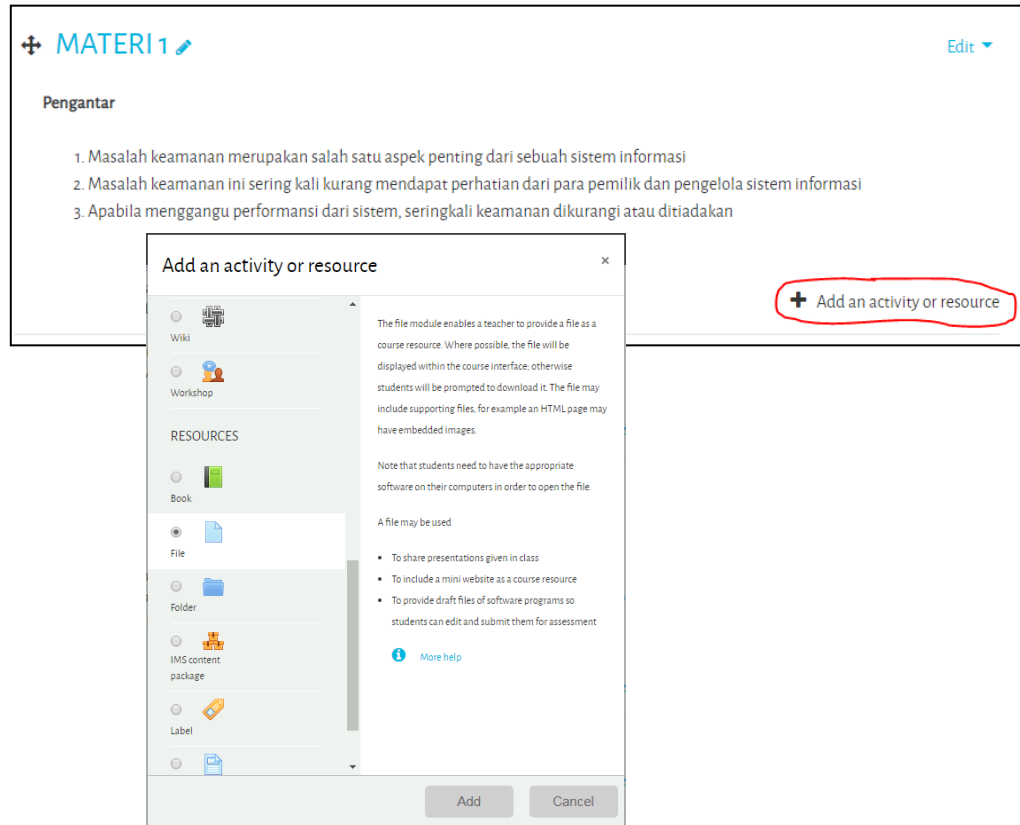 MATERI 1
Edit
Pengantar
1. Masalah keamanan merupakan salah satu aspek penting dari sebuah sistem informasi
2. Masalah keamanan ini sering kali kurang mendapat perhatian dari para pemilik dan pengelola sistem informasi
3. Apabila menggangu performansi dari sistem, seringkali keamanan dikurangi atau ditiadakan
Add an activity or resource
Add an activity or resource
×
Wiki
Workshop
RESOURCES
Book
File
Folder
IMS content
package
Label
The file module enables a teacher to provide a file as a
course resource. Where possible, the file will be
displayed within the course interface; otherwise
students will be prompted to download it. The file may
include supporting files, for example an HTML page may
have embedded images.
Note that students need to have the appropriate
software on their computers in order to open the file.
A file may be used
• To share presentations given in class
• To include a mini website as a course resource
• To provide draft files of software programs so
students can edit and submit them for assessment
More help
Add
Cancel